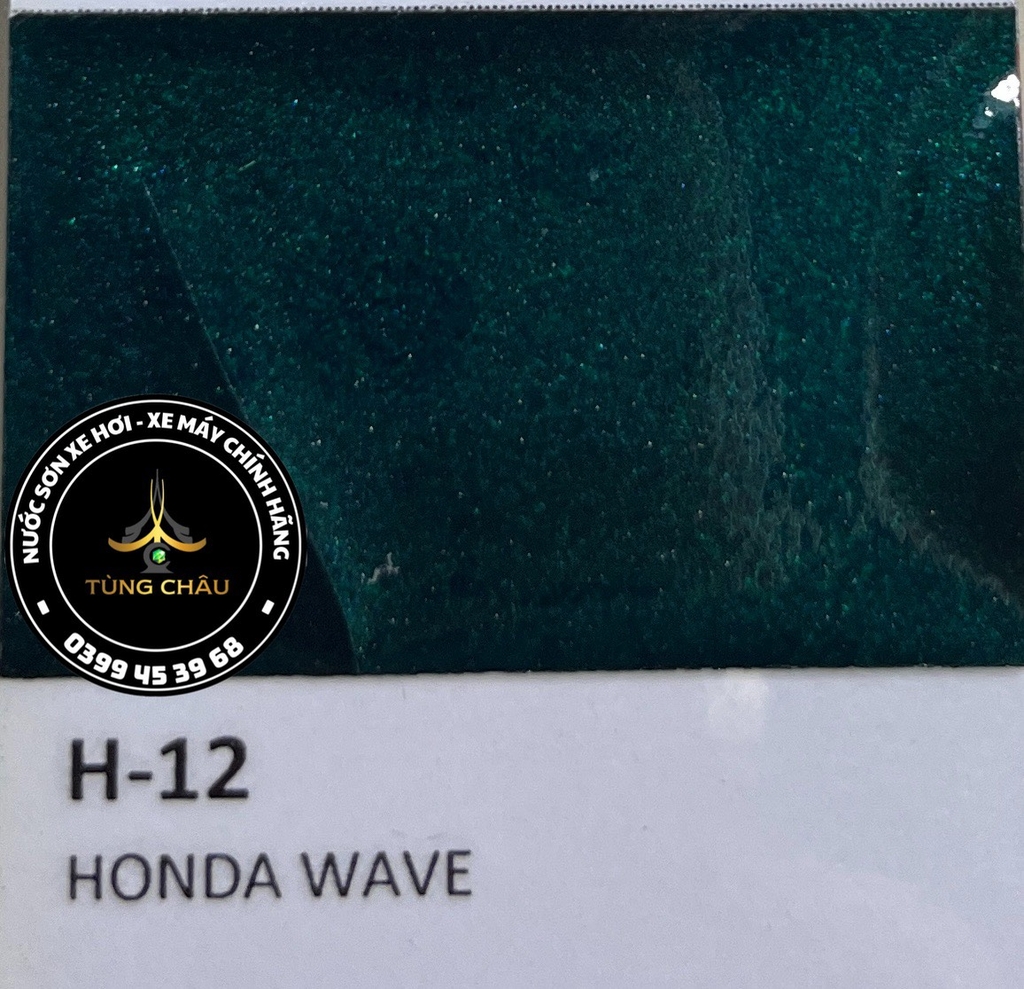 NƯỚC SƠN XE HƠI - XE MÁY CHÍNH HÃNG
TÙNG CHÂU
0399 45 39 68
H-12
HONDA WAVE